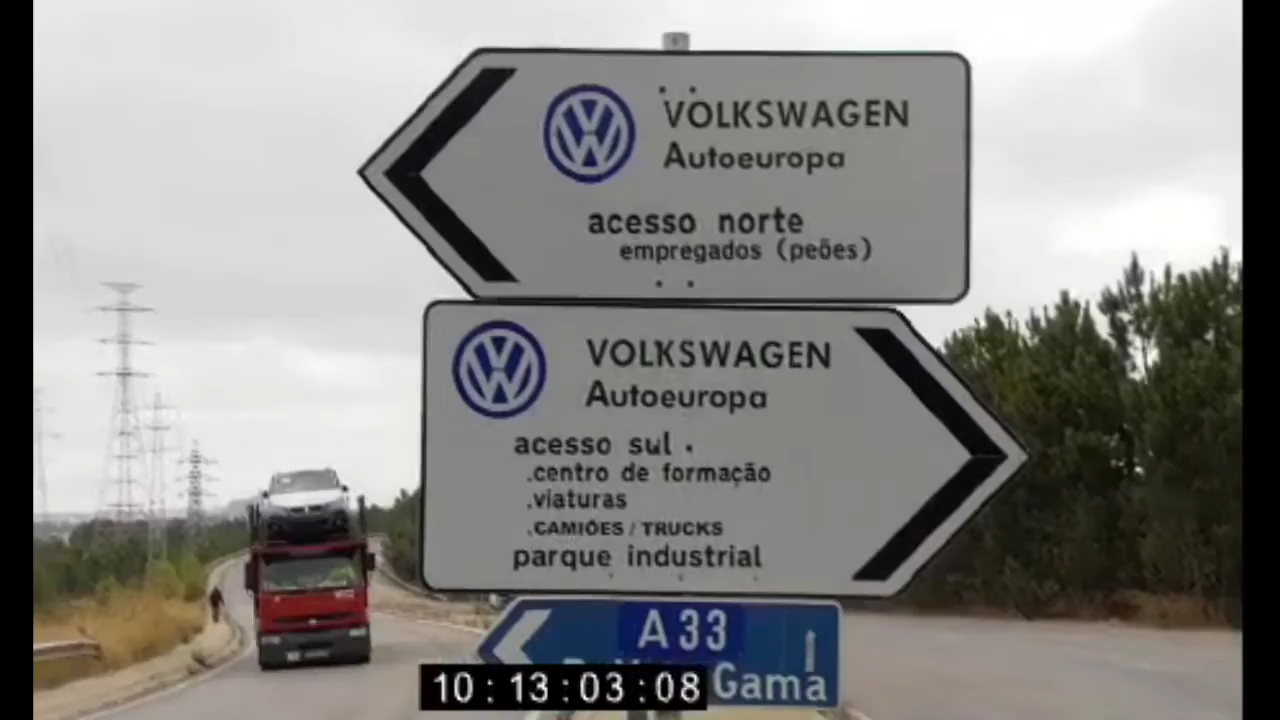 VOLKSWAGEN
Autoeuropa
acesso norte
empregados (peões)
VOLKSWAGEN
Autoeuropa
acesso sul
.centro de formação
.viaturas
.CAMIÕES / TRUCKS
parque industrial
A 33
Gama
10:13:03:08